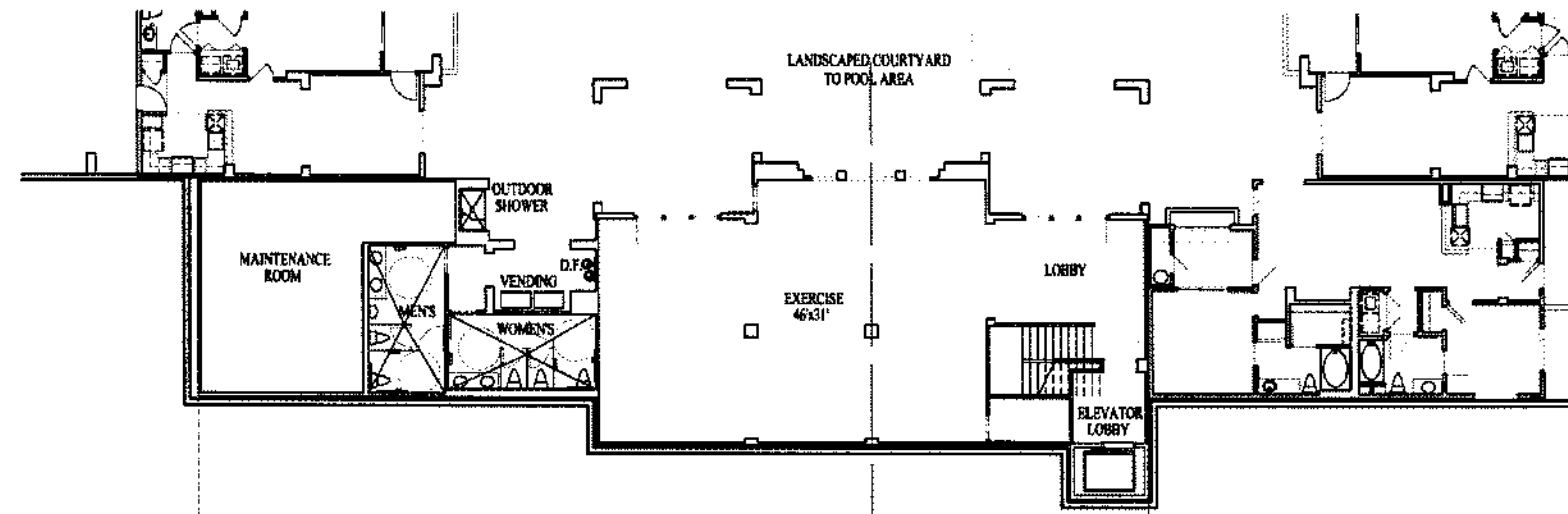 LANDSCAPED COURTYARD
TO POOL AREA
OUTDOOR
SHOWER
MAINTENANCE
ROOM
D.F.
VENDING
MEN'S
WOMEN'S
EXERCISE
46'x31'
LOBBY
ELEVATOR
LOBBY